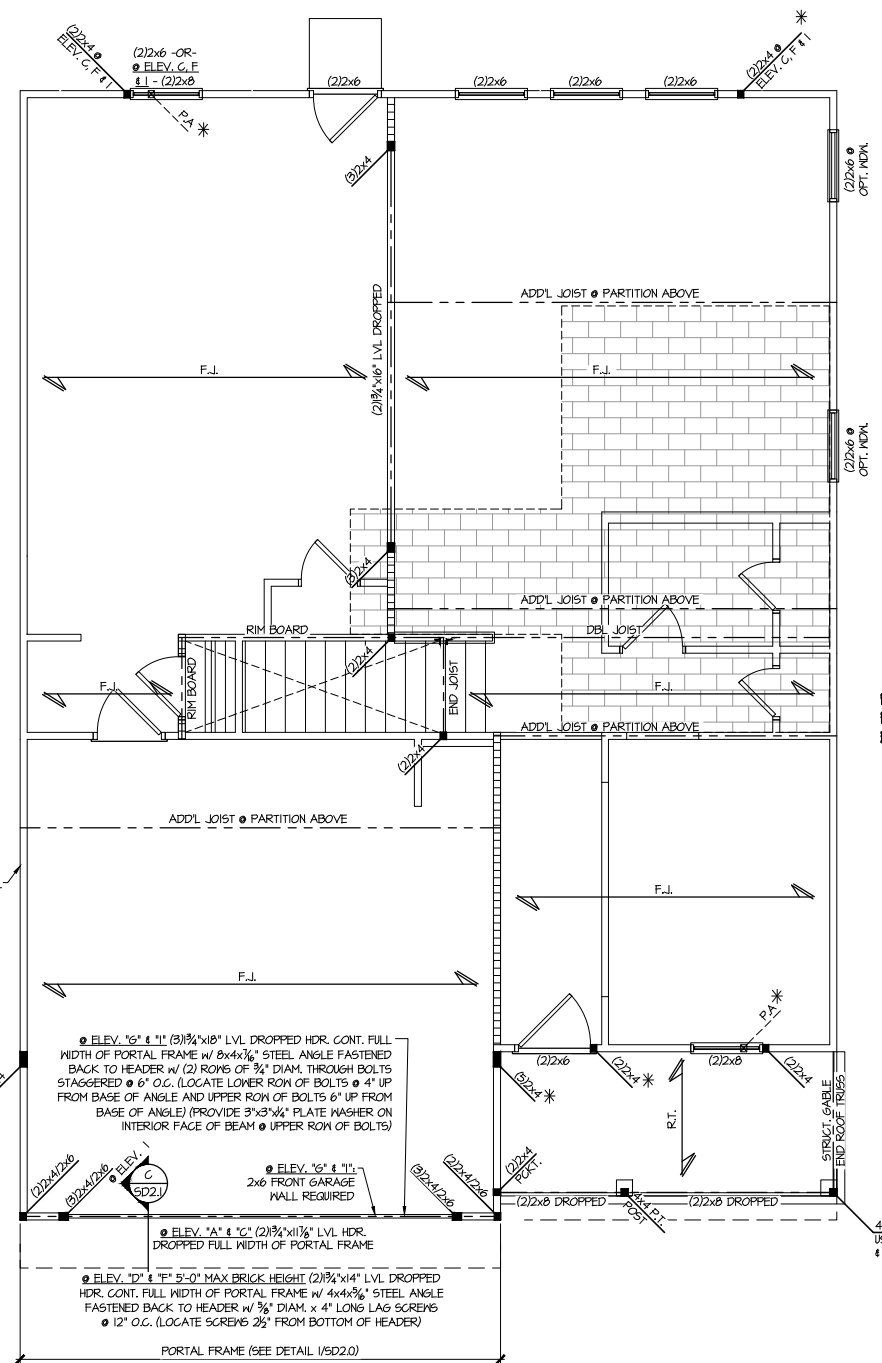 (2)2x4 @
ELEV. C, F & I
(2)2x6 -OR-
@ ELEV. C, F
& I - (2)2x8
(2)2x6
(2)2x6
(2)2x6
(2)2x6
(2)2x4 @
ELEV. C, F & I
P.A
(3)2x4
(2)2x6 @
OPT. WDW.
ADD'L JOIST @ PARTITION ABOVE
(2)1¾"x16" LVL DROPPED
F.J.
F.J.
(2)2x6 @
OPT. WDW.
(3)2x4
ADD'L JOIST @ PARTITION ABOVE
RIM BOARD
DBL JOIST
(2)2x4
RIM BOARD
END JOIST
F.J.
F.J.
ADD'L JOIST @ PARTITION ABOVE
(2)2x4
ADD'L JOIST @ PARTITION ABOVE
F.J.
F.J.
P.A
@ ELEV. "G" & "I" (3)1¾"x18" LVL DROPPED HDR. CONT. FULL
WIDTH OF PORTAL FRAME W/ 8x4x7/16" STEEL ANGLE FASTENED
BACK TO HEADER W/ (2) ROWS OF ¾" DIAM. THROUGH BOLTS
STAGGERED @ 6" O.C. (LOCATE LOWER ROW OF BOLTS @ 4" UP
FROM BASE OF ANGLE AND UPPER ROW OF BOLTS 6" UP FROM
BASE OF ANGLE) (PROVIDE 3"x3"x¼" PLATE WASHER ON
INTERIOR FACE OF BEAM @ UPPER ROW OF BOLTS)
(2)2x6
(2)2x4
(2)2x8
(2)2x4
(5)2x4
R.T.
STRUCT. GABLE
END ROOF TRUSS
(2)2x4/2x6
(3)2x4/2x6
@ ELEV. I
C
SD2.1
@ ELEV. "G" & "I":
2x6 FRONT GARAGE
WALL REQUIRED
(3)2x4/2x6
(2)2x4/2x6
(2)2x4
PCKT.
(2)2x8 DROPPED
4x4 P.T.
POST
(2)2x8 DROPPED
@ ELEV. "A" & "C" (2)1¾"x11⅞" LVL HDR.
DROPPED FULL WIDTH OF PORTAL FRAME
@ ELEV. "D" & "F" 5'-0" MAX BRICK HEIGHT (2)1¾"x14" LVL DROPPED
HDR. CONT. FULL WIDTH OF PORTAL FRAME W/ 4x4x5/16" STEEL ANGLE
FASTENED BACK TO HEADER W/ ⅝" DIAM. x 4" LONG LAG SCREWS
@ 12" O.C. (LOCATE SCREWS 2½" FROM BOTTOM OF HEADER)
PORTAL FRAME (SEE DETAIL 1/SD2.0)